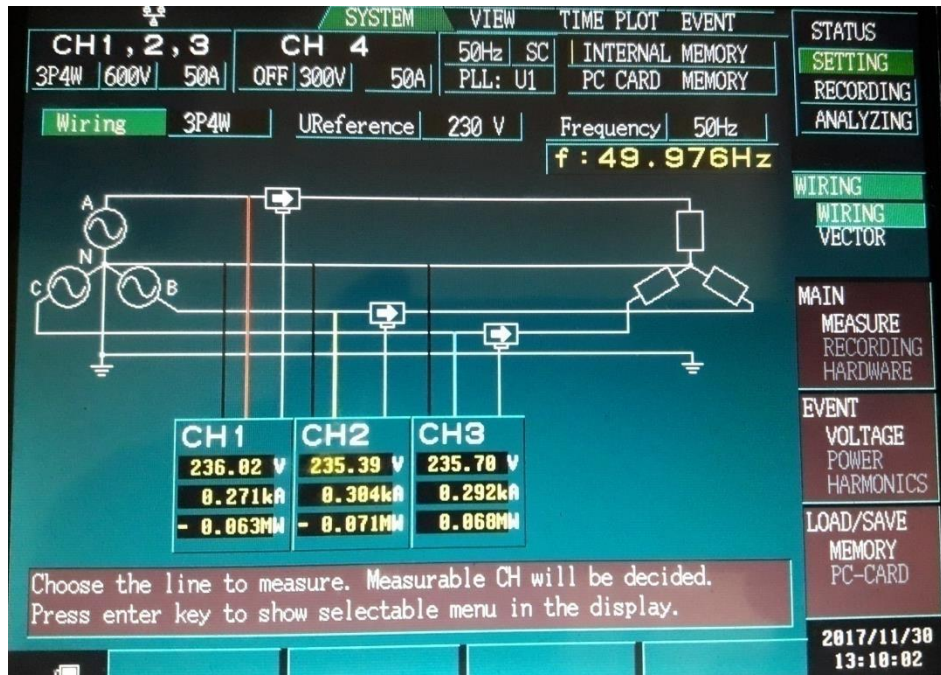 SYSTEM VIEW TIME PLOT EVENT
CH1,2,3
3P4W 600V 50A
CH 4
OFF 300V 50A
50Hz SC
PLL: U1
INTERNAL MEMORY
PC CARD MEMORY
STATUS
SETTING
RECORDING
ANALYZING
Wiring 3P4W UReference 230 V Frequency 50Hz
f:49.976Hz
A
N
C
B
CH1
236.02 V
0.271kA
- 0.063MW
CH2
235.39 V
0.304kA
- 0.071MW
CH3
235.70 V
0.292kA
0.068MW
WIRING
WIRING
VECTOR
MAIN
MEASURE
RECORDING
HARDWARE
EVENT
VOLTAGE
POWER
HARMONICS
LOAD/SAVE
MEMORY
PC-CARD
Choose the line to measure. Measurable CH will be decided.
Press enter key to show selectable menu in the display.
2017/11/30
13:10:02